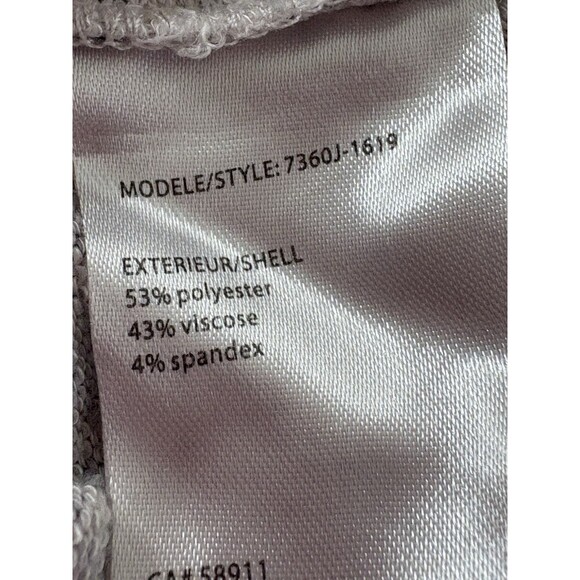 MODELE/STYLE: 7360J-1619
EXTERIEUR/SHELL
53% polyester
43% viscose
4% spandex
CA# 58911